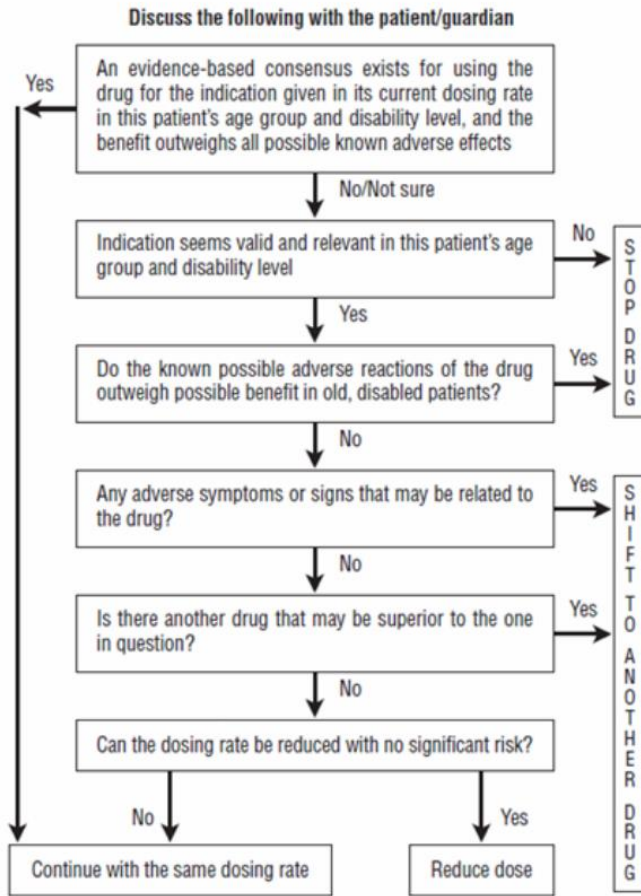 Discuss the following with the patient/guardian
Yes
An evidence-based consensus exists for using the
drug for the indication given in its current dosing rate
in this patient's age group and disability level, and the
benefit outweighs all possible known adverse effects
No/Not sure
Indication seems valid and relevant in this patient's age
group and disability level
No
Yes
Do the known possible adverse reactions of the drug
outweigh possible benefit in old, disabled patients?
Yes
STOP DRUG
No
Any adverse symptoms or signs that may be related to
the drug?
Yes
No
Is there another drug that may be superior to the one
in question?
Yes
No
Can the dosing rate be reduced with no significant risk?
SHIFT TO ANOTHER DRUG
No
Yes
Continue with the same dosing rate
Reduce dose